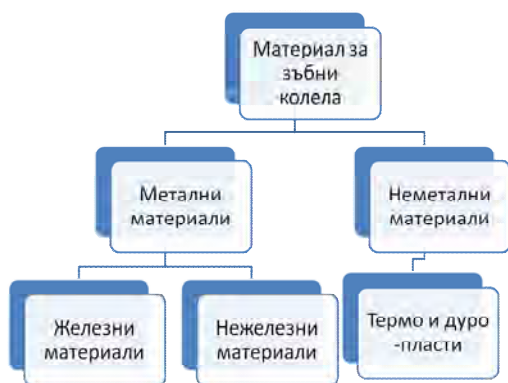 Материал за
зъбни
колела
Метални
материали
Неметални
материали
Железни
материали
Нежелезни
материали
Термо и дуро
-пласти